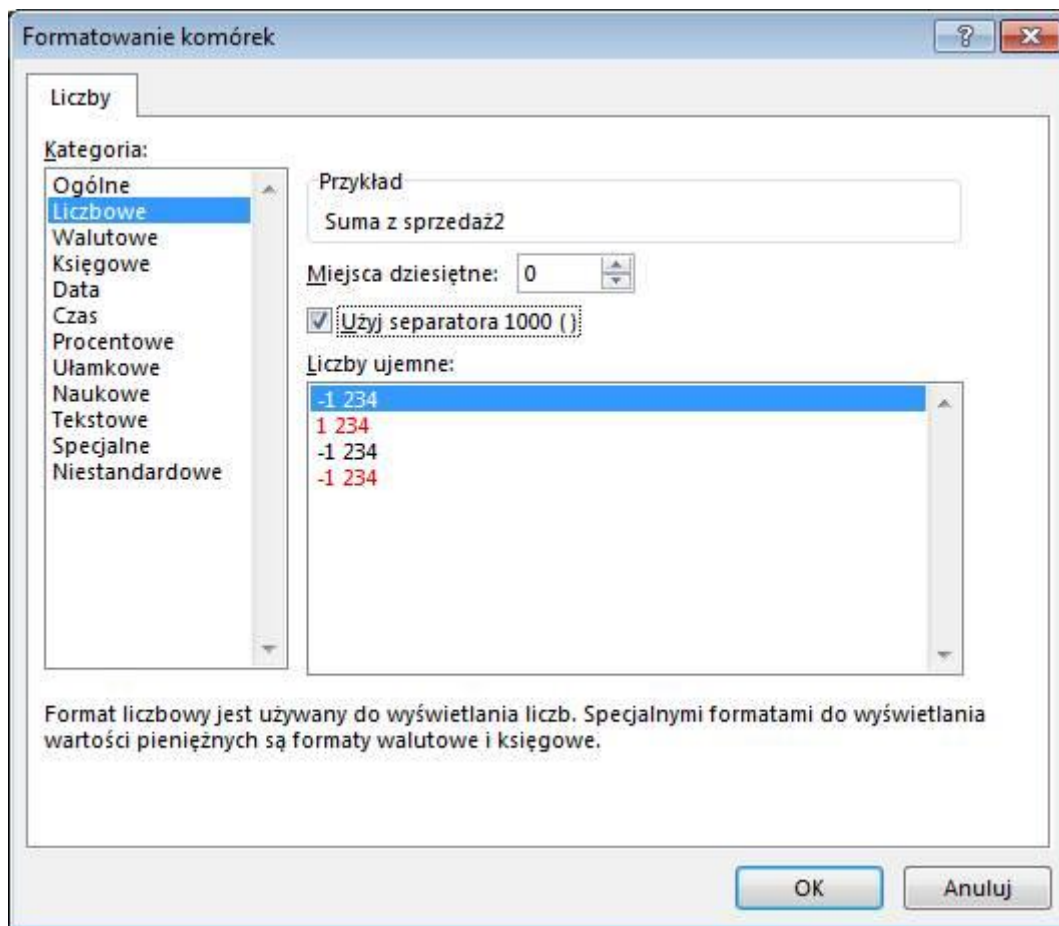 Formatowanie komórek
Liczby
Kategoria:
Ogólne
Liczbowe
Walutowe
Księgowe
Data
Czas
Procentowe
Ułamkowe
Naukowe
Tekstowe
Specjalne
Niestandardowe
Przykład
Suma z sprzedaż2
Miejsca dziesiętne: 0
Użyj separatora 1000 ( )
Liczby ujemne:
-1 234
1 234
-1 234
-1 234
Format liczbowy jest używany do wyświetlania liczb. Specjalnymi formatami do wyświetlania
wartości pieniężnych są formaty walutowe i księgowe.
OK Anuluj